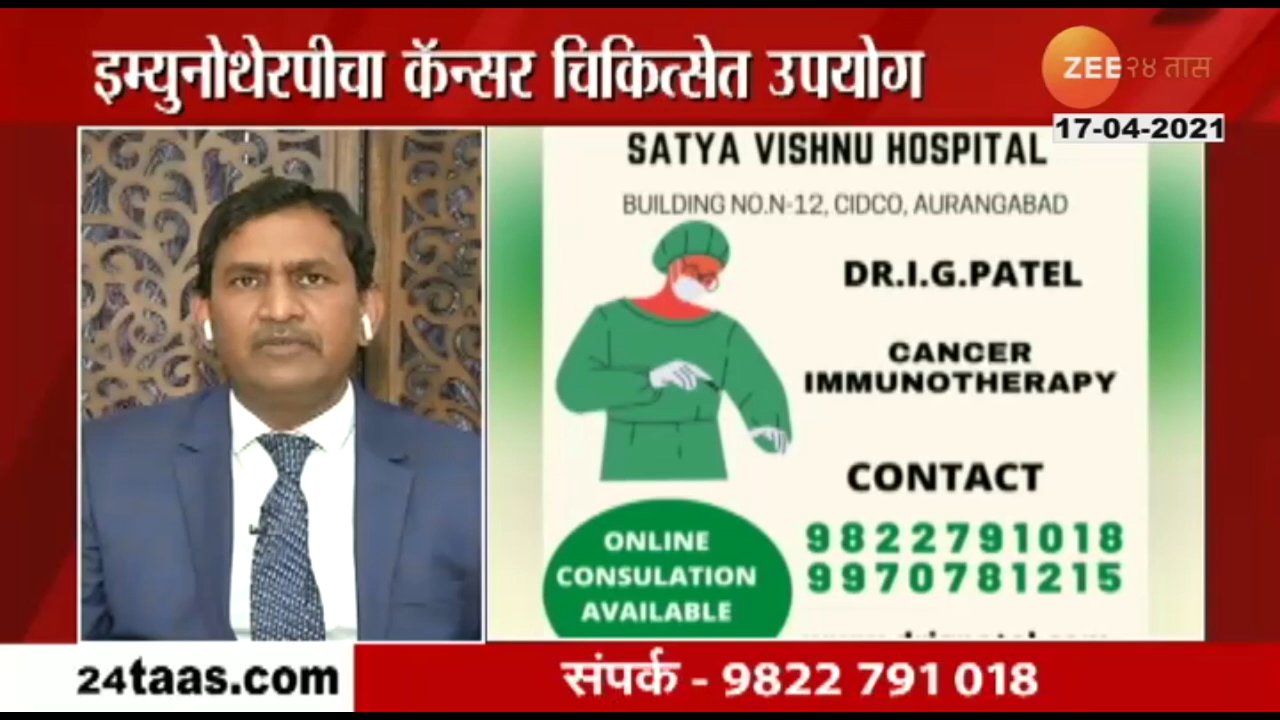 इम्युनोथेरपीचा कॅन्सर चिकित्सेत उपयोग
ZEE २४ तास
17-04-2021
SATYA VISHNU HOSPITAL
BUILDING NO.N-12, CIDCO, AURANGABAD
DR.I.G.PATEL
CANCER
IMMUNOTHERAPY
CONTACT
9822791018
9970781215
ONLINE
CONSULATION
AVAILABLE
24taas.com
संपर्क - 9822 791 018